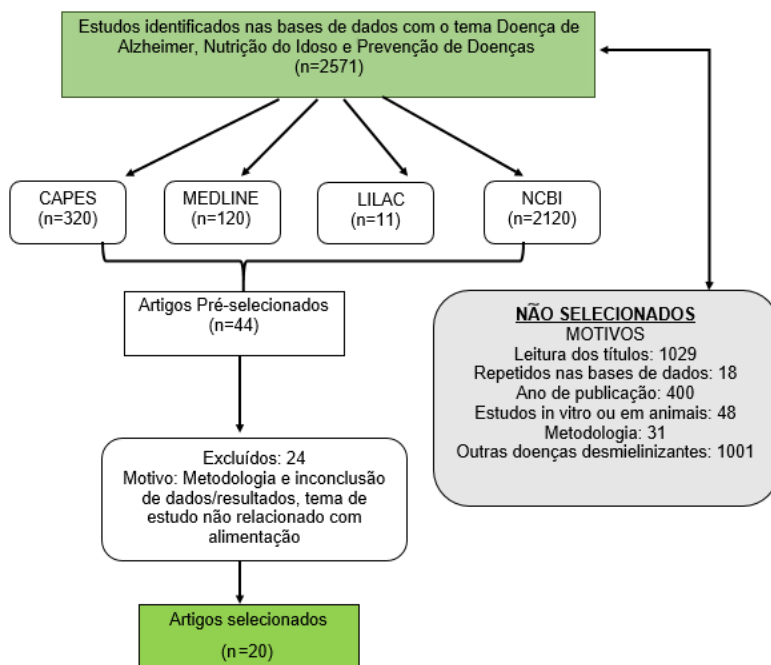 Estudos identificados nas bases de dados com o tema Doença de
Alzheimer, Nutrição do Idoso e Prevenção de Doenças
(n=2571)
CAPES
(n=320)
MEDLINE
(n=120)
LILAC
(n=11)
NCBI
(n=2120)
Artigos Pré-selecionados
(n=44)
NÃO SELECIONADOS
MOTIVOS
Leitura dos títulos: 1029
Repetidos nas bases de dados: 18
Ano de publicação: 400
Estudos in vitro ou em animais: 48
Metodologia: 31
Outras doenças desmielinizantes: 1001
Excluídos: 24
Motivo: Metodologia e inconclusão
de dados/resultados, tema de
estudo não relacionado com
alimentação
Artigos selecionados
(n=20)